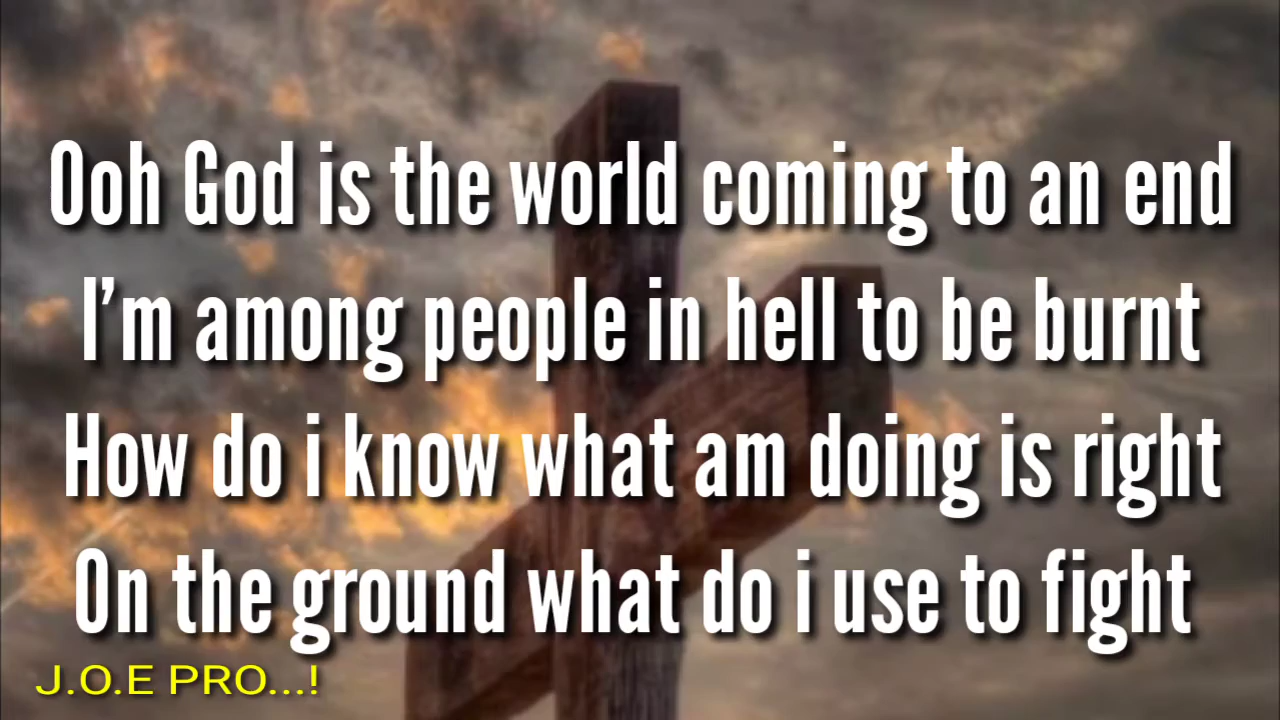 Ooh God is the world coming to an end
I’m among people in hell to be burnt
How do i know what am doing is right
On the ground what do i use to fight
J.O.E PRO...!